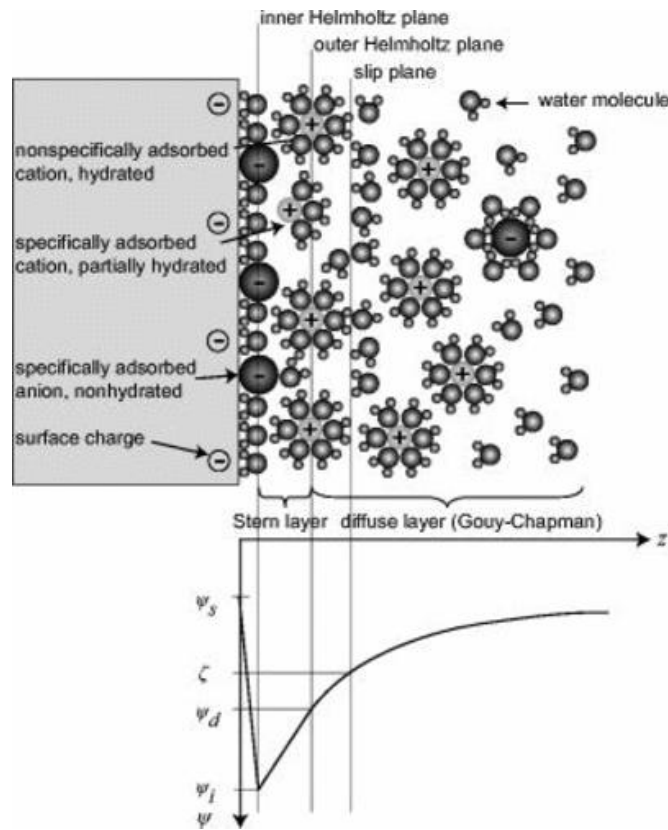 inner Helmholtz plane
outer Helmholtz plane
slip plane
water molecule
nonspecifically adsorbed
cation, hydrated
specifically adsorbed
cation, partially hydrated
specifically adsorbed
anion, nonhydrated
surface charge
Stern layer
diffuse layer (Gouy-Chapman)
z
ψs
ζ
ψd
ψi
ψ